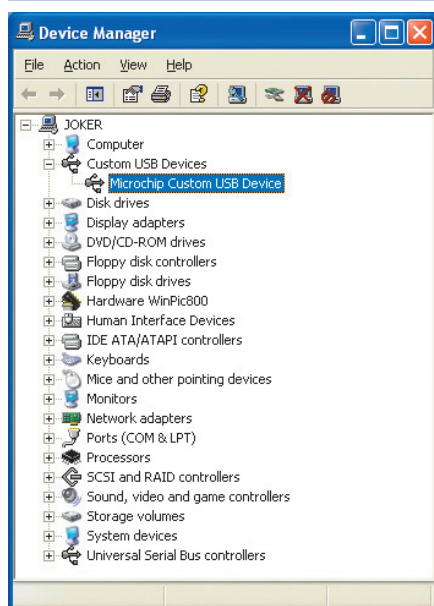 Device Manager
File Action View Help
JOKER
Computer
Custom USB Devices
Microchip Custom USB Device
Disk drives
Display adapters
DVD/CD-ROM drives
Floppy disk controllers
Floppy disk drives
Hardware WinPic800
Human Interface Devices
IDE ATA/ATAPI controllers
Keyboards
Mice and other pointing devices
Monitors
Network adapters
Ports (COM & LPT)
Processors
SCSI and RAID controllers
Sound, video and game controllers
Storage volumes
System devices
Universal Serial Bus controllers